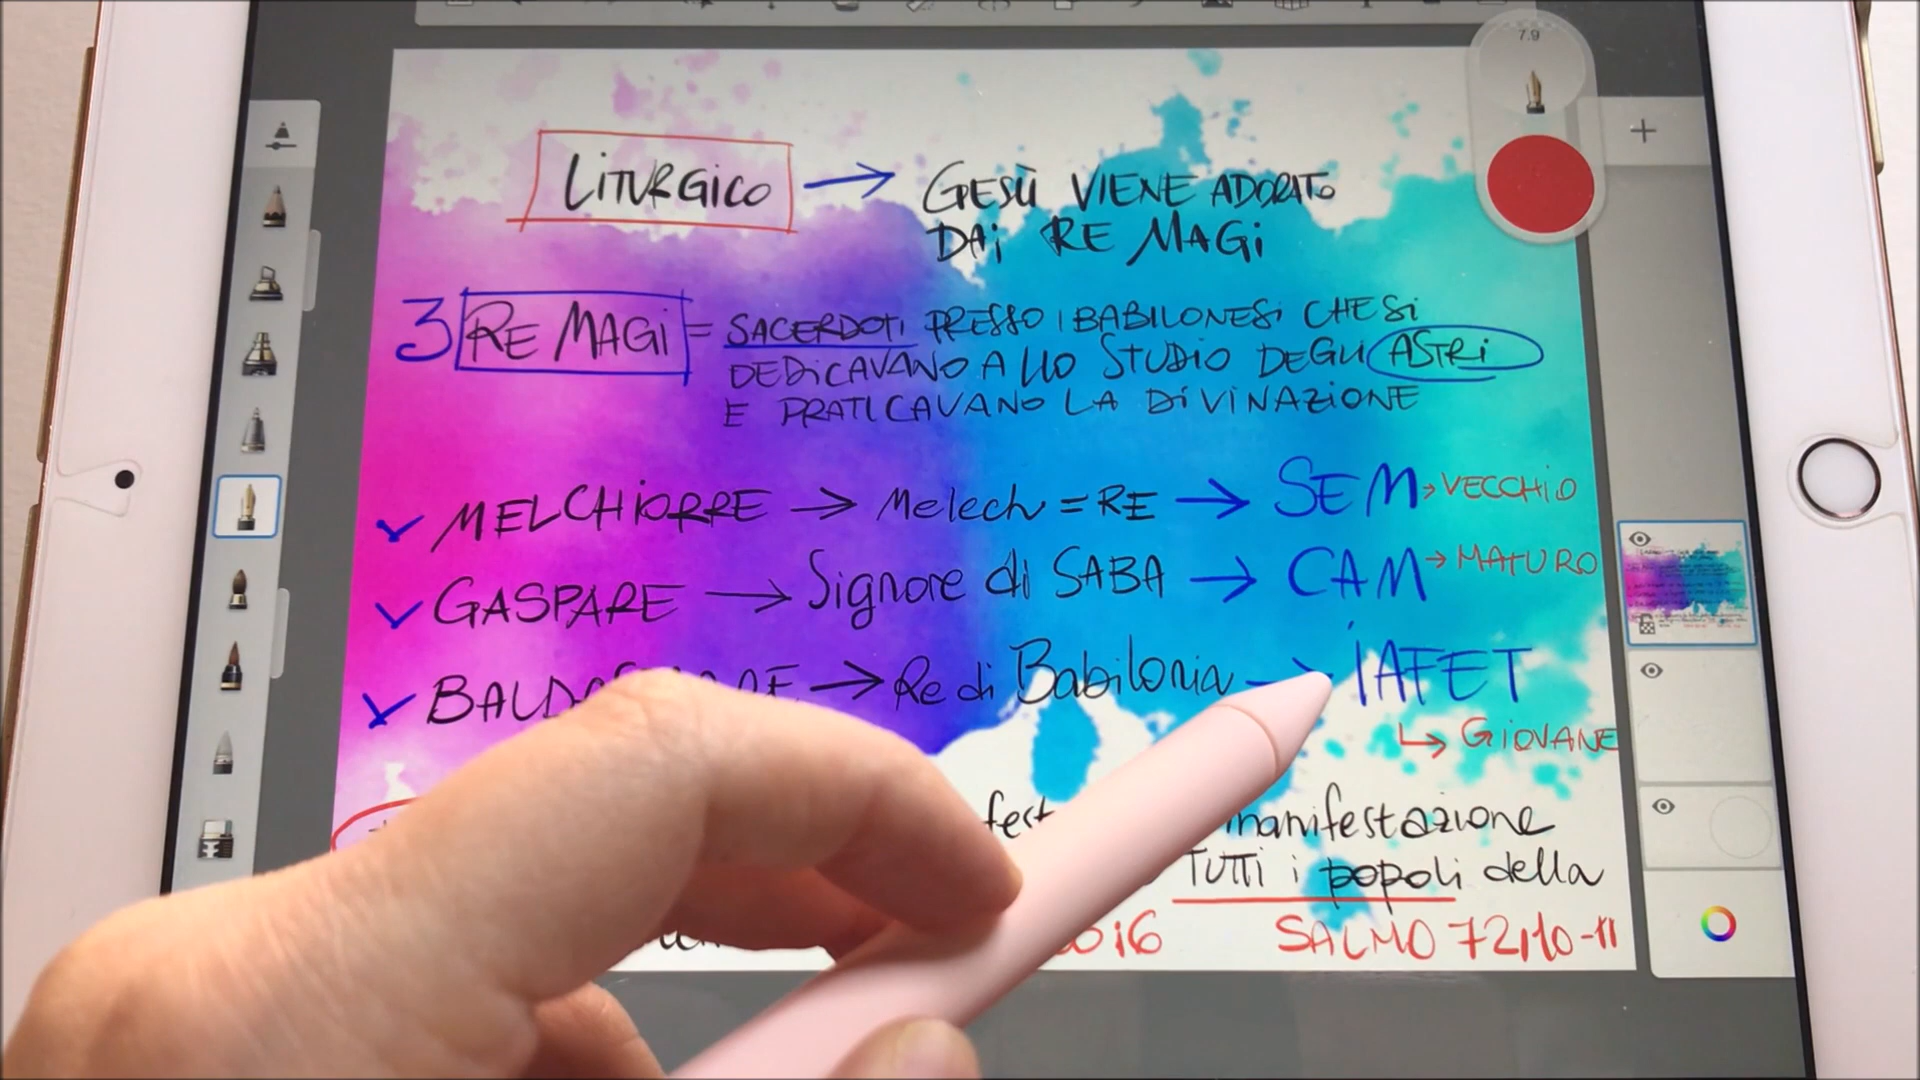 7.9
LiTURGiCO → GESÙ VIENE ADORATO
DAi RE MAGi
3 RE MAGi = SACERDOTi PRESSO I BABILONESi CHE Si
DEDiCAVANO ALLO STUDIO DEGLI ASTRi
E PRATICAVANO LA DiViNAZiONE
MELCHiORRE → Melech = RE → SEM → VECCHiO
GASPARE → Signore di SABA → CAM → MATURO
→ Re di Babilonia → iAFET
↳ GiOVANE
manifestazione
TUTTi i popoli della
SALMO 72,10-11